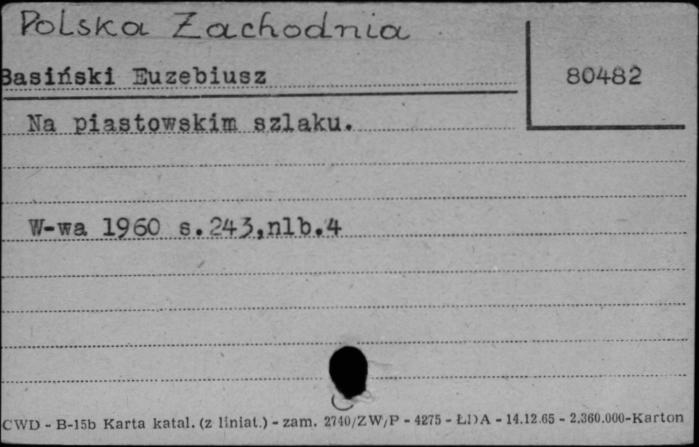 Polska Zachodnia
Basiński Euzebiusz
80482
Na piastowskim szlaku.
W-wa 1960 s.243,nlb.4
CWD - B-15b Karta katal. (z liniat.) - zam. 2740/ZW/P - 4275 - ŁDA - 14.12.65 - 2.360.000-Karton